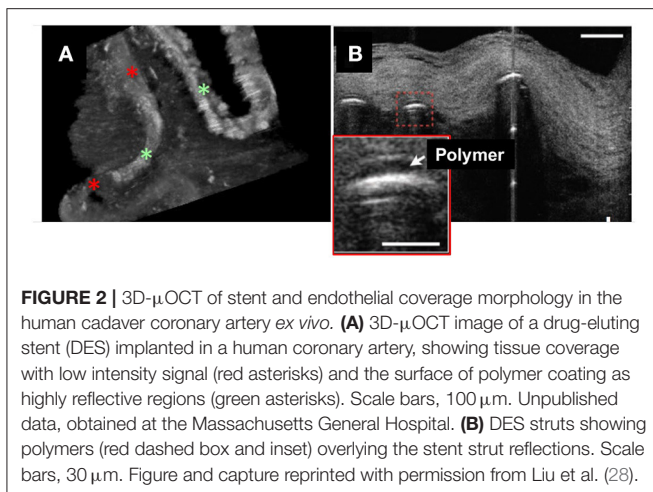 A
B
Polymer
FIGURE 2 | 3D-μOCT of stent and endothelial coverage morphology in the
human cadaver coronary artery ex vivo. (A) 3D-μOCT image of a drug-eluting
stent (DES) implanted in a human coronary artery, showing tissue coverage
with low intensity signal (red asterisks) and the surface of polymer coating as
highly reflective regions (green asterisks). Scale bars, 100 μm. Unpublished
data, obtained at the Massachusetts General Hospital. (B) DES struts showing
polymers (red dashed box and inset) overlying the stent strut reflections. Scale
bars, 30 μm. Figure and capture reprinted with permission from Liu et al. (28).